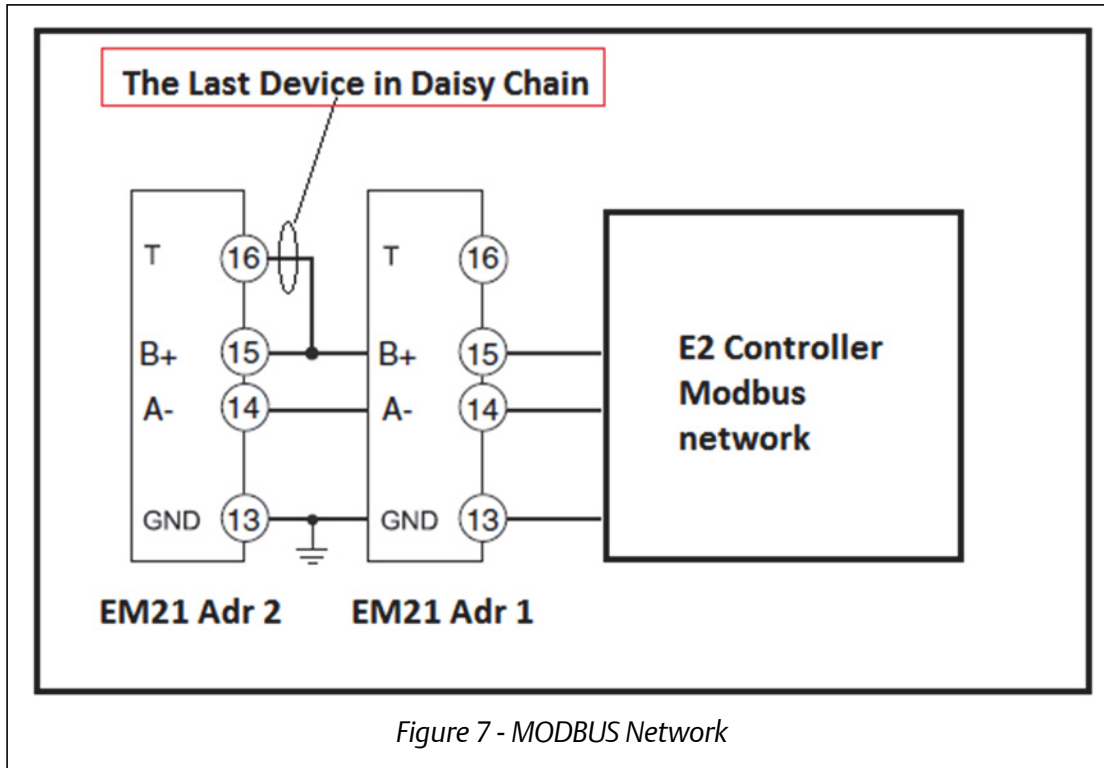 The Last Device in Daisy Chain
T 16 T 16
B+ 15 B+ 15
A- 14 A- 14
GND 13 GND 13
E2 Controller
Modbus
network
EM21 Adr 2 EM21 Adr 1
Figure 7 - MODBUS Network